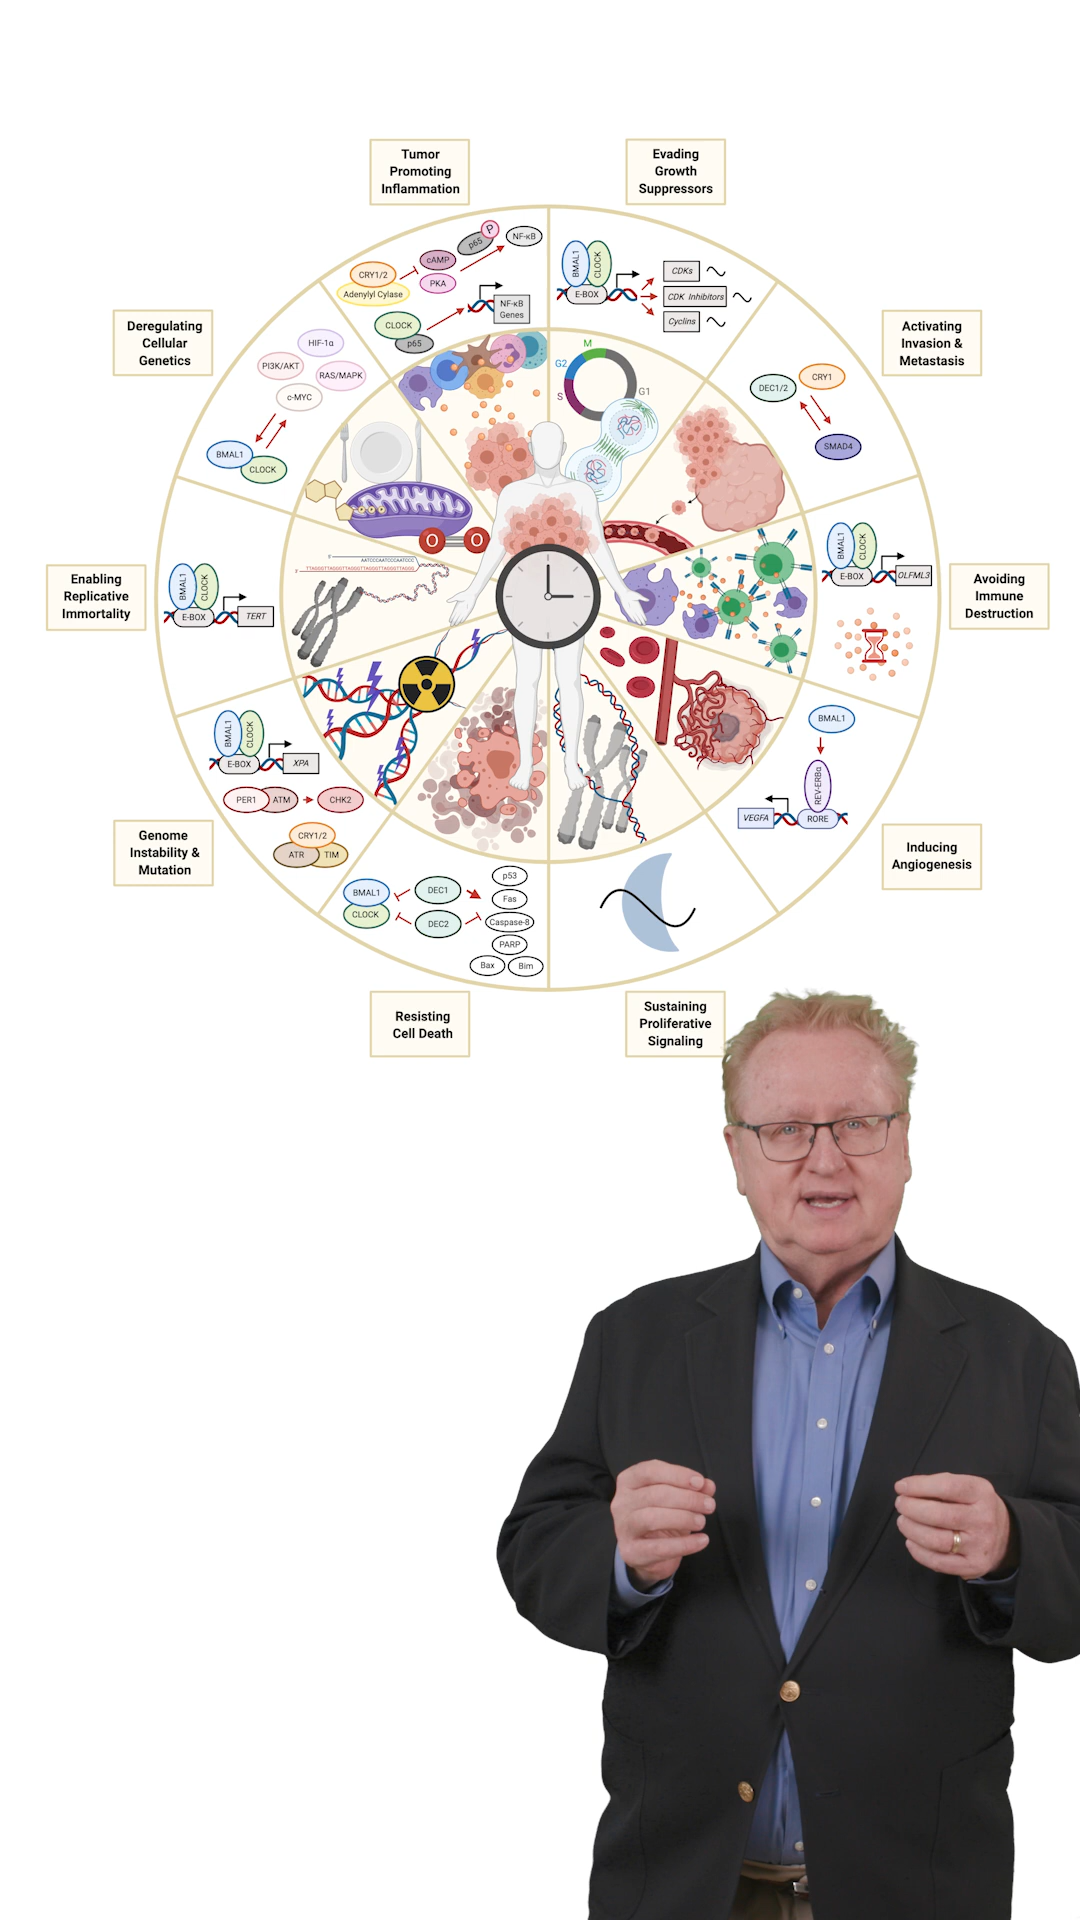 Tumor
Promoting
Inflammation
Evading
Growth
Suppressors
P
p65
NF-κB
cAMP
CRY1/2
PKA
Adenylyl Cylase
NF-κB
Genes
CLOCK
p65
BMAL1
CLOCK
E-BOX
CDKs
CDK Inhibitors
Cyclins
Deregulating
Cellular
Genetics
HIF-1α
PI3K/AKT
RAS/MAPK
c-MYC
BMAL1
CLOCK
M
G2
S
G1
Activating
Invasion &
Metastasis
CRY1
DEC1/2
SMAD4
O
O
Enabling
Replicative
Immortality
BMAL1
CLOCK
E-BOX
TERT
5'
AATCCCAATCCCAATCCC
3'
TTAGGGTTAGGGTTAGGGTTAGGGTTAGGG
BMAL1
CLOCK
E-BOX
OLFML3
Avoiding
Immune
Destruction
BMAL1
CLOCK
E-BOX
XPA
PER1
ATM
CHK2
CRY1/2
ATR
TIM
Genome
Instability &
Mutation
BMAL1
REV-ERBα
VEGFA
RORE
Inducing
Angiogenesis
BMAL1
CLOCK
DEC1
DEC2
p53
Fas
Caspase-8
PARP
Bax
Bim
Resisting
Cell Death
Sustaining
Proliferative
Signaling